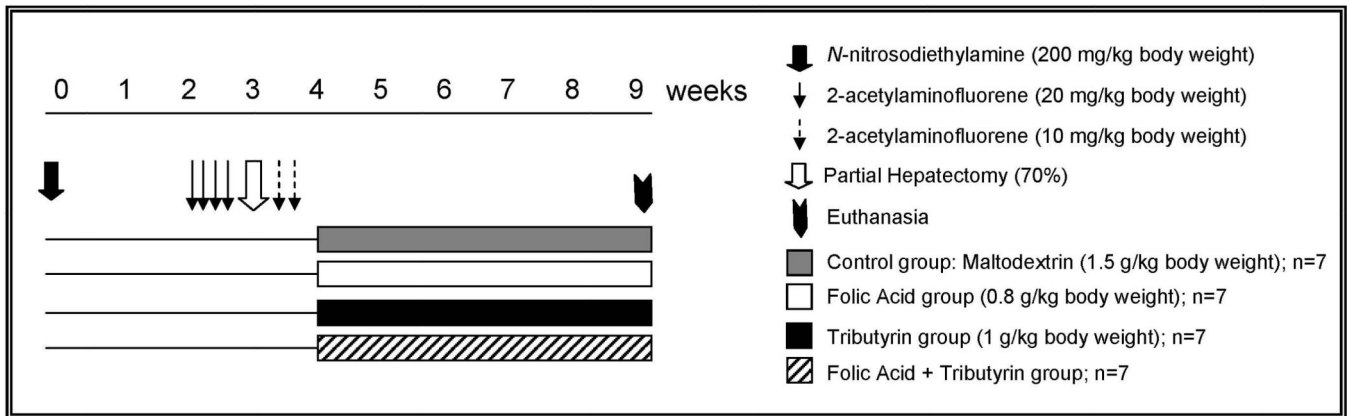 0 1 2 3 4 5 6 7 8 9 weeks
N-nitrosodiethylamine (200 mg/kg body weight)
2-acetylaminofluorene (20 mg/kg body weight)
2-acetylaminofluorene (10 mg/kg body weight)
Partial Hepatectomy (70%)
Euthanasia
Control group: Maltodextrin (1.5 g/kg body weight); n=7
Folic Acid group (0.8 g/kg body weight); n=7
Tributyrin group (1 g/kg body weight); n=7
Folic Acid + Tributyrin group; n=7